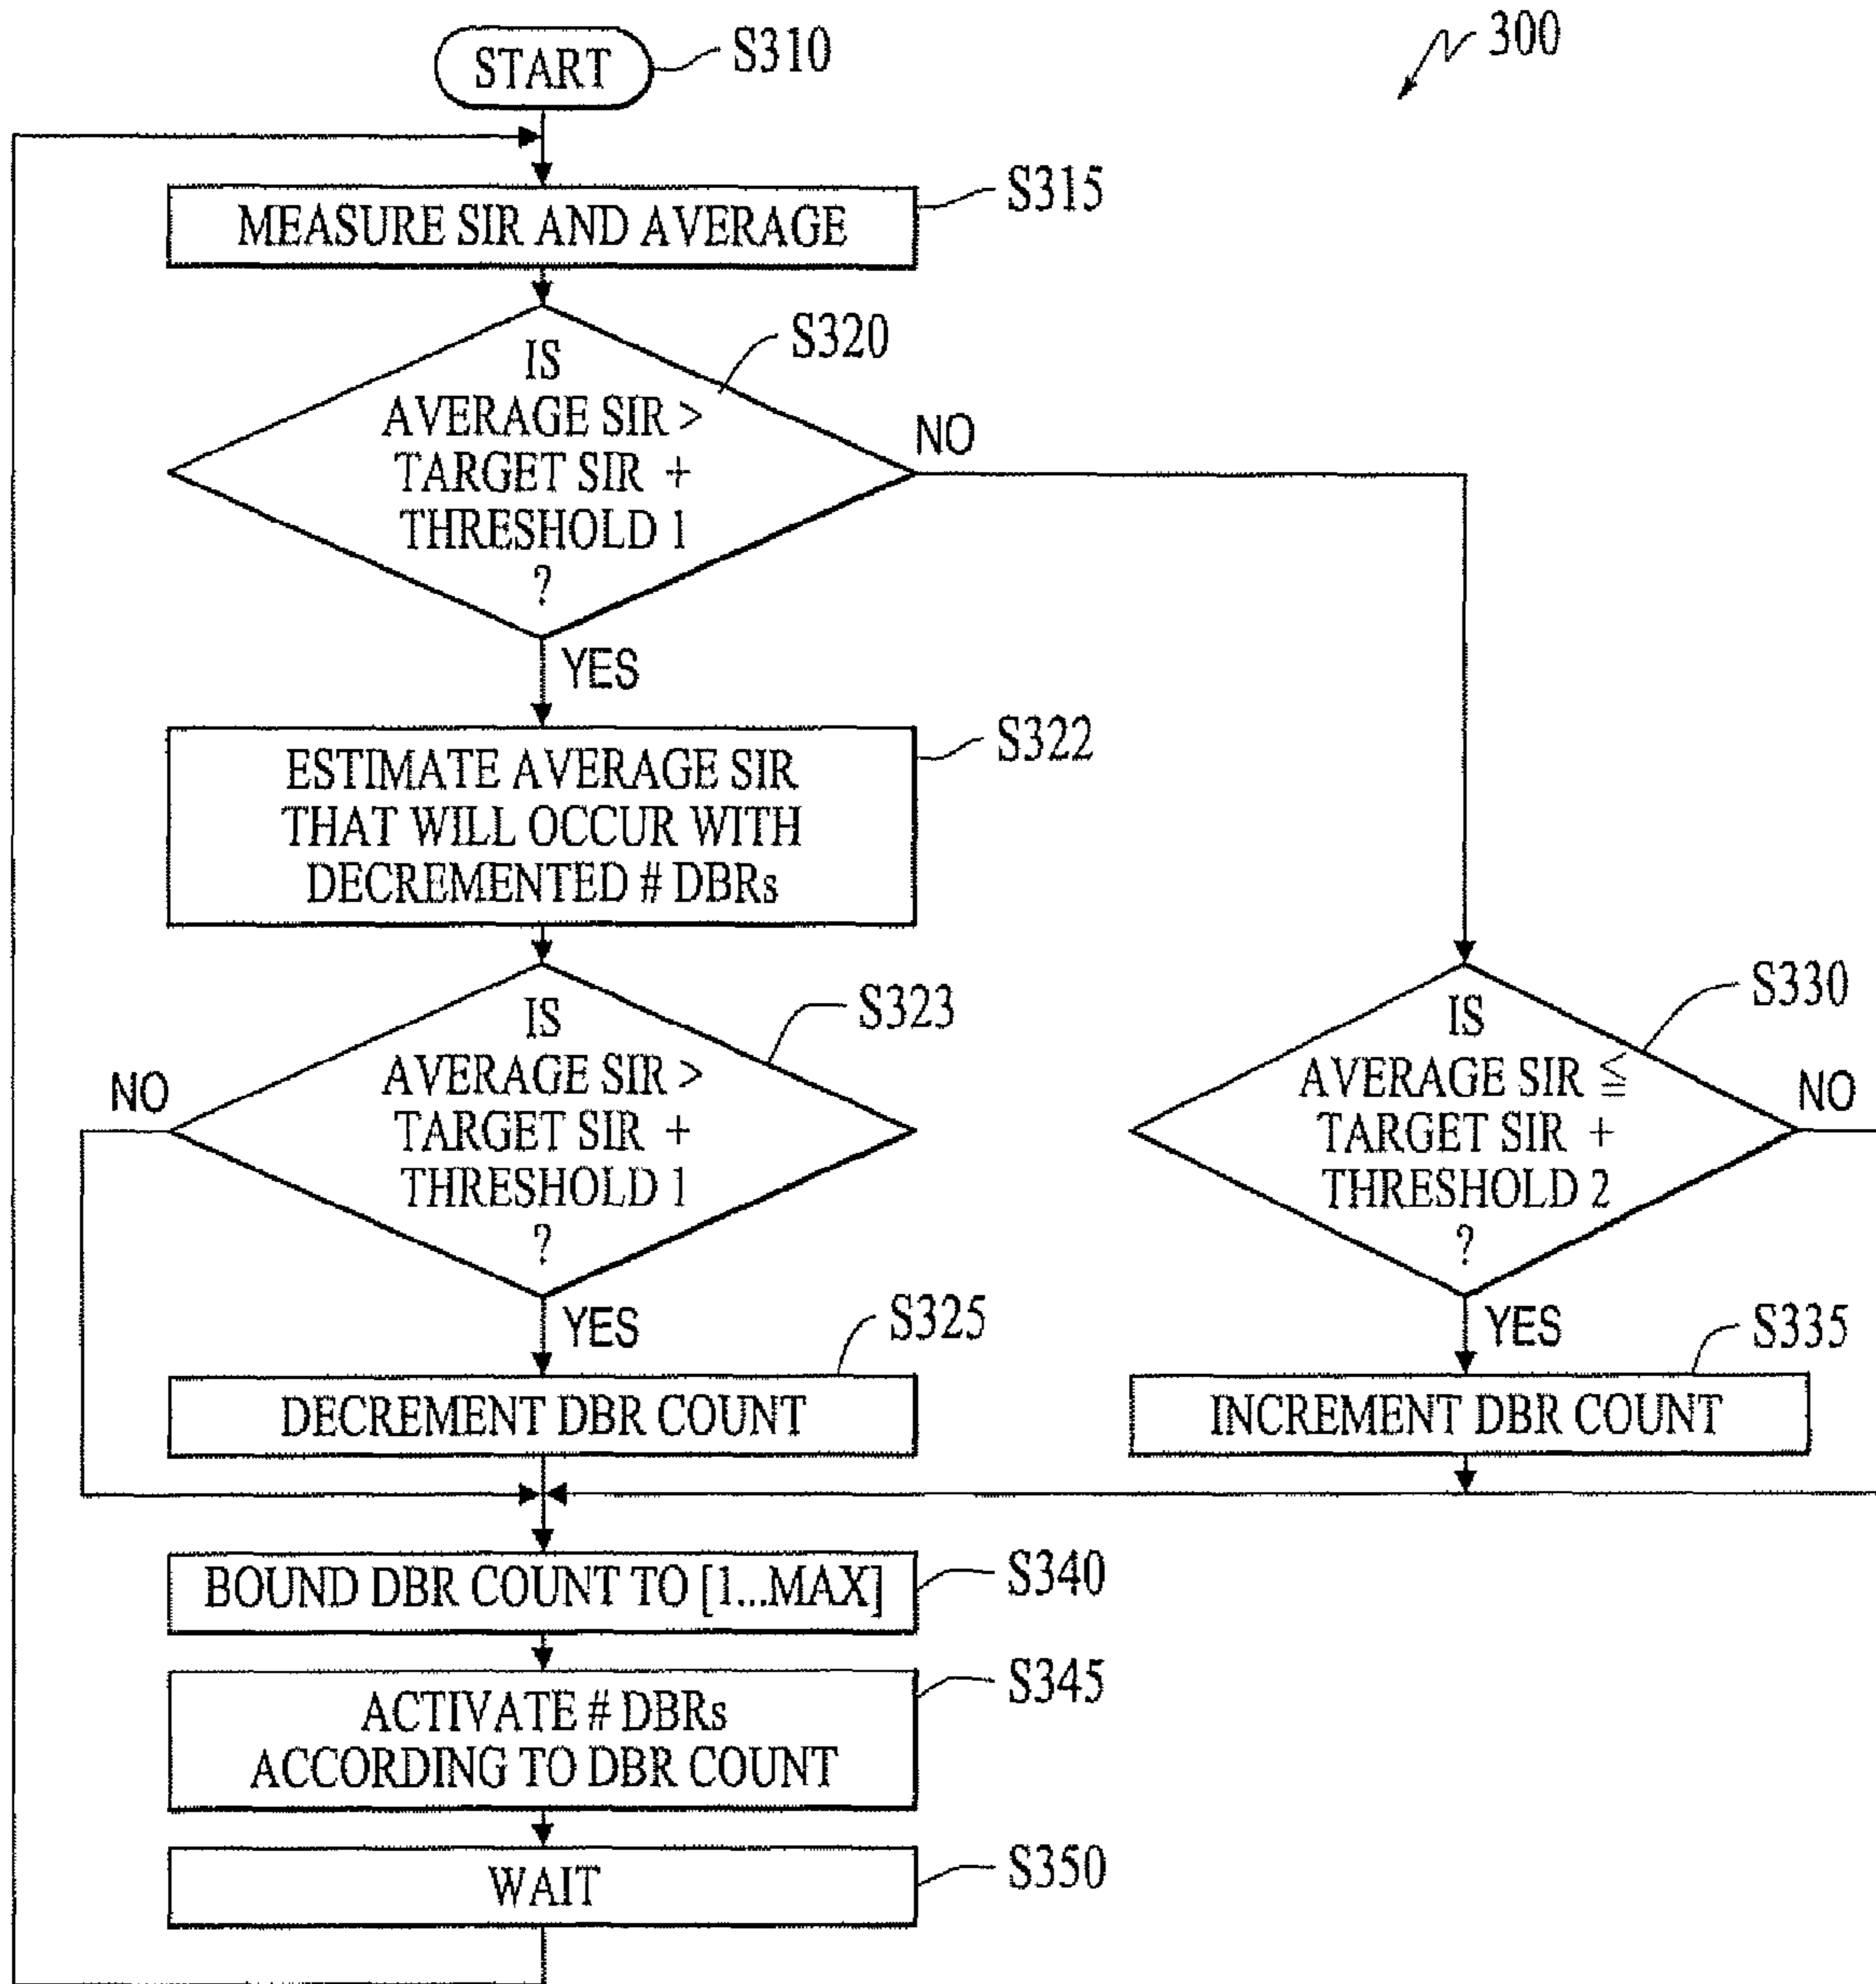 300
START
S310
MEASURE SIR AND AVERAGE
S315
IS
AVERAGE SIR >
TARGET SIR +
THRESHOLD 1
?
S320
NO
YES
ESTIMATE AVERAGE SIR
THAT WILL OCCUR WITH
DECREMENTED # DBRs
S322
IS
AVERAGE SIR >
TARGET SIR +
THRESHOLD 1
?
S323
NO
YES
DECREMENT DBR COUNT
S325
IS
AVERAGE SIR ≦
TARGET SIR +
THRESHOLD 2
?
S330
NO
YES
INCREMENT DBR COUNT
S335
BOUND DBR COUNT TO [1...MAX]
S340
ACTIVATE # DBRs
ACCORDING TO DBR COUNT
S345
WAIT
S350